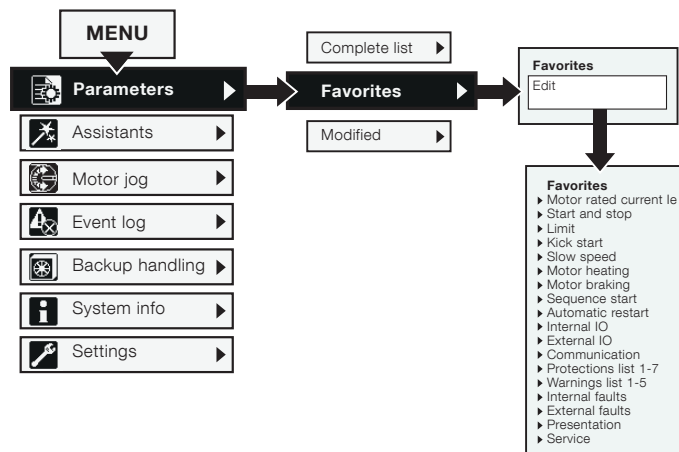 MENU
Parameters
Assistants
Motor jog
Event log
Backup handling
System info
Settings
Complete list
Favorites
Modified
Favorites
Edit
Favorites
Motor rated current le
Start and stop
Limit
Kick start
Slow speed
Motor heating
Motor braking
Sequence start
Automatic restart
Internal IO
External IO
Communication
Protections list 1-7
Warnings list 1-5
Internal faults
External faults
Presentation
Service